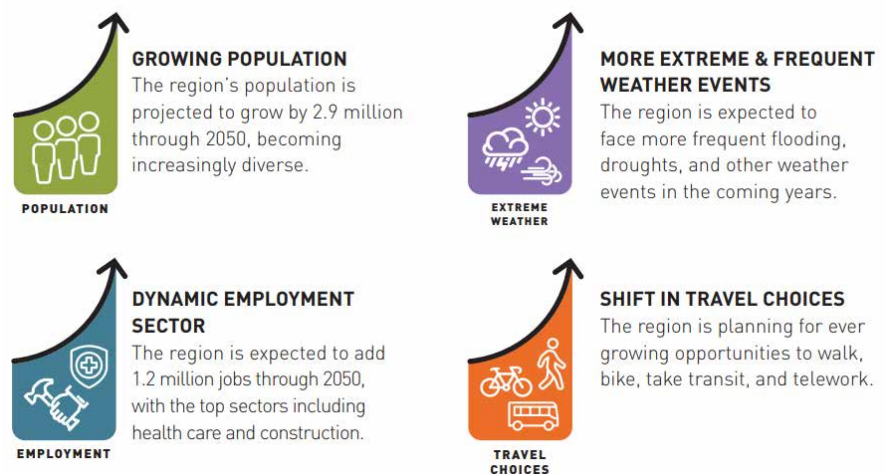 GROWING POPULATION
The region's population is
projected to grow by 2.9 million
through 2050, becoming
increasingly diverse.
POPULATION
MORE EXTREME & FREQUENT
WEATHER EVENTS
The region is expected to
face more frequent flooding,
droughts, and other weather
events in the coming years.
EXTREME
WEATHER
DYNAMIC EMPLOYMENT
SECTOR
The region is expected to add
1.2 million jobs through 2050,
with the top sectors including
health care and construction.
EMPLOYMENT
SHIFT IN TRAVEL CHOICES
The region is planning for ever
growing opportunities to walk,
bike, take transit, and telework.
TRAVEL
CHOICES